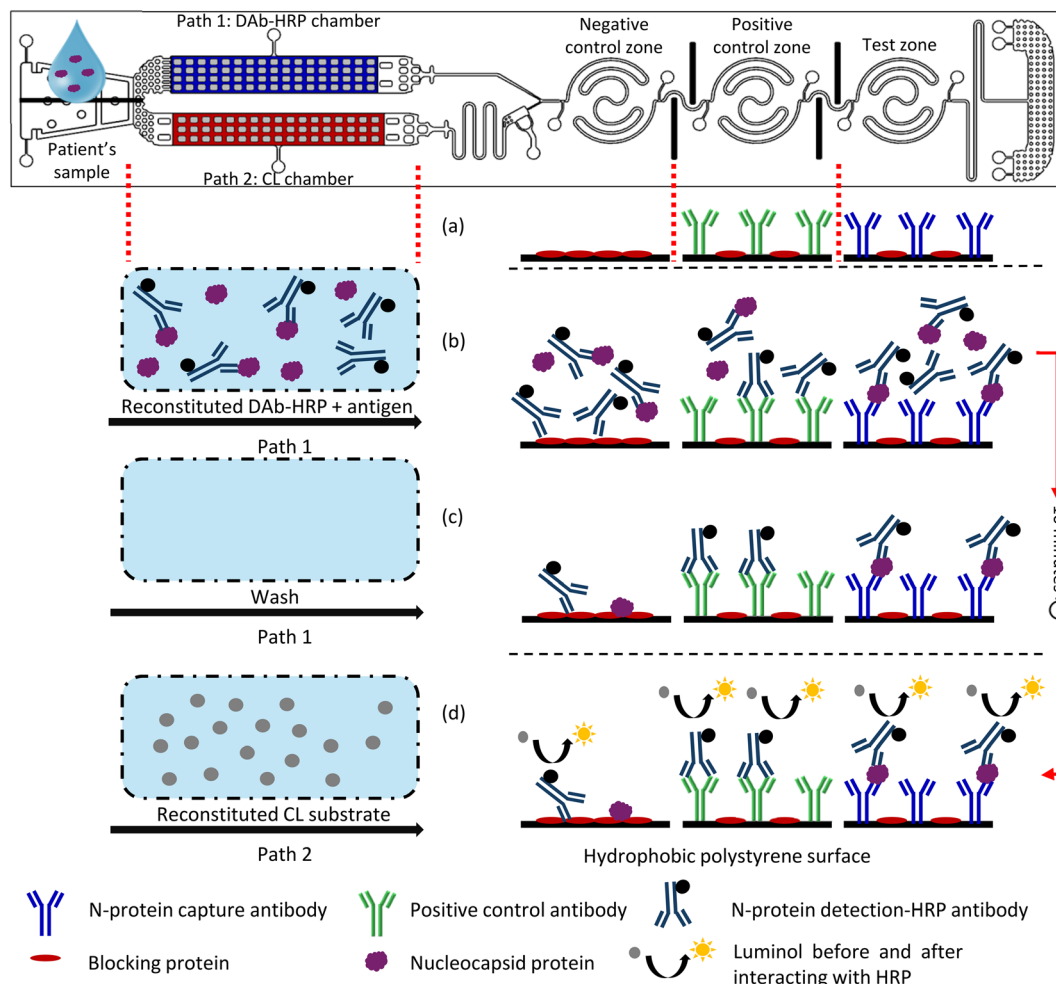 Path 1: DAb-HRP chamber
Negative
control zone
Positive
control zone
Test zone
Patient's
sample
Path 2: CL chamber
(a)
(b)
Reconstituted DAb-HRP + antigen
Path 1
(c)
Wash
Path 1
(d)
Reconstituted CL substrate
Path 2
Hydrophobic polystyrene surface
N-protein capture antibody
Positive control antibody
N-protein detection-HRP antibody
Blocking protein
Nucleocapsid protein
Luminol before and after
interacting with HRP